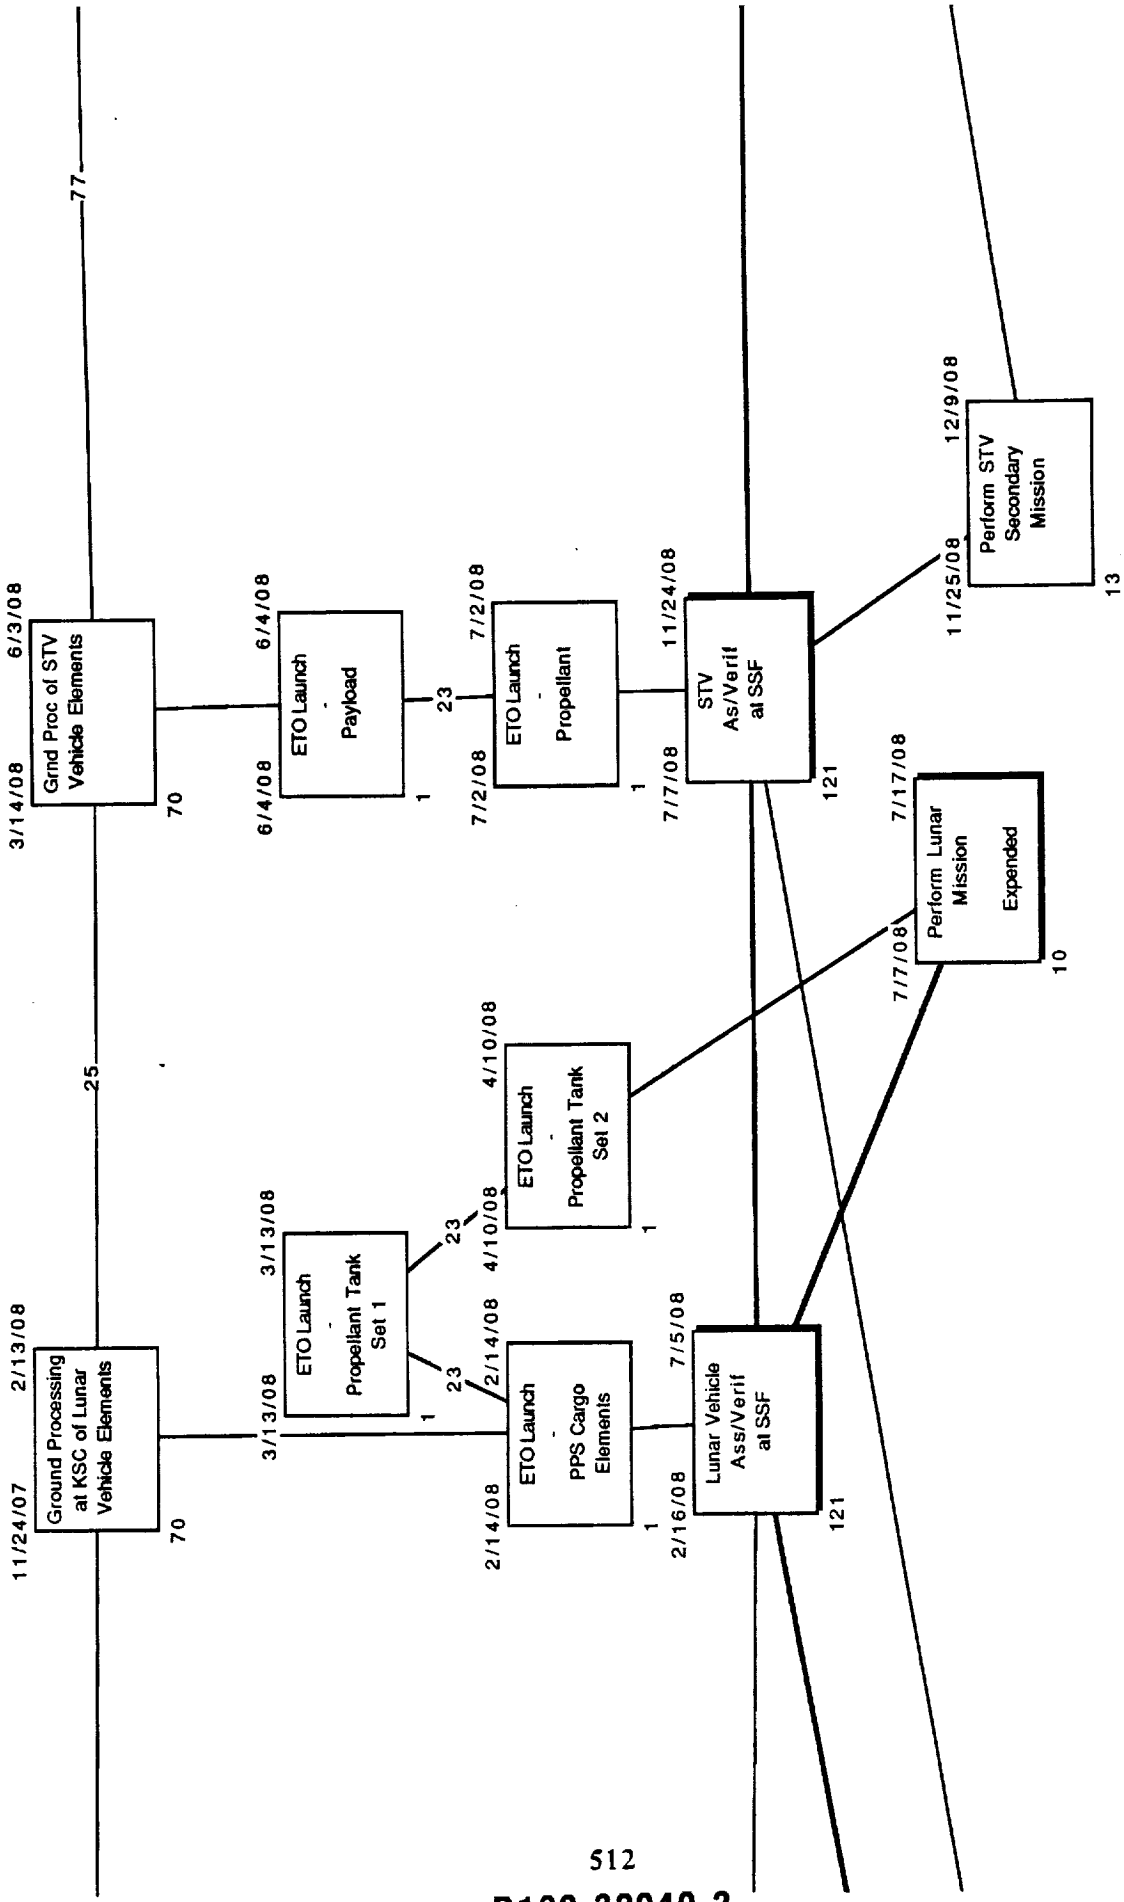 11/24/07
2/13/08
Ground Processing
at KSC of Lunar
Vehicle Elements
70
25
3/14/08
6/3/08
Grnd Proc of STV
Vehicle Elements
70
77
3/13/08
3/13/08
ETO Launch
-
Propellant Tank
Set 1
1
23
23
6/4/08
6/4/08
ETO Launch
-
Payload
1
23
2/14/08
2/14/08
ETO Launch
-
PPS Cargo
Elements
1
4/10/08
4/10/08
ETO Launch
-
Propellant Tank
Set 2
1
7/2/08
7/2/08
ETO Launch
-
Propellant
1
2/16/08
7/5/08
Lunar Vehicle
Ass/Verif
at SSF
121
7/7/08
11/24/08
STV
As/Verif
at SSF
121
7/7/08
7/17/08
Perform Lunar
Mission
Expended
10
11/25/08
12/9/08
Perform STV
Secondary
Mission
13
512